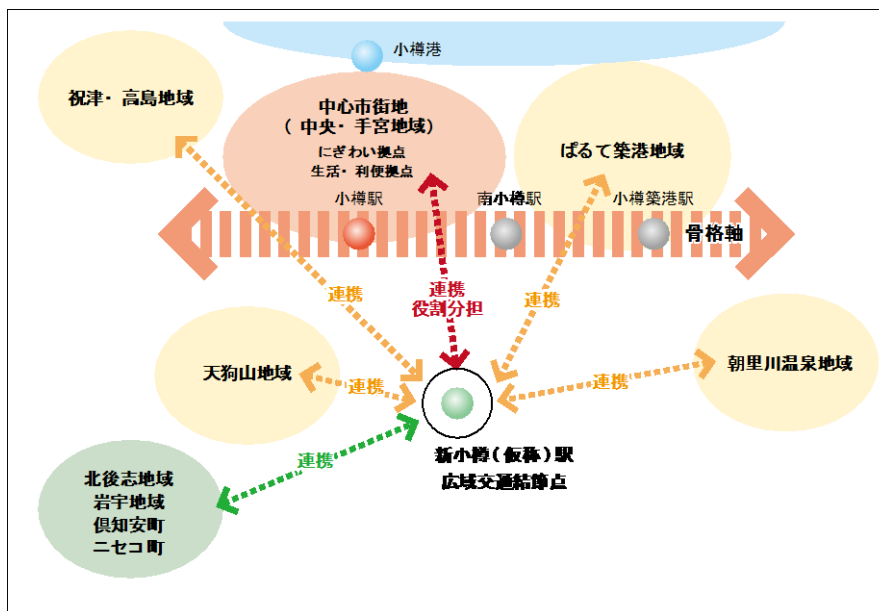 小樽港
祝津・高島地域
中心市街地
( 中央・手宮地域)
にぎわい拠点
生活・利便拠点
ぱるて築港地域
小樽駅
南小樽駅
小樽築港駅
骨格軸
連携
連携
役割分担
連携
天狗山地域
連携
連携
朝里川温泉地域
新小樽(仮称)駅
広域交通結節点
連携
北後志地域
岩宇地域
倶知安町
ニセコ町